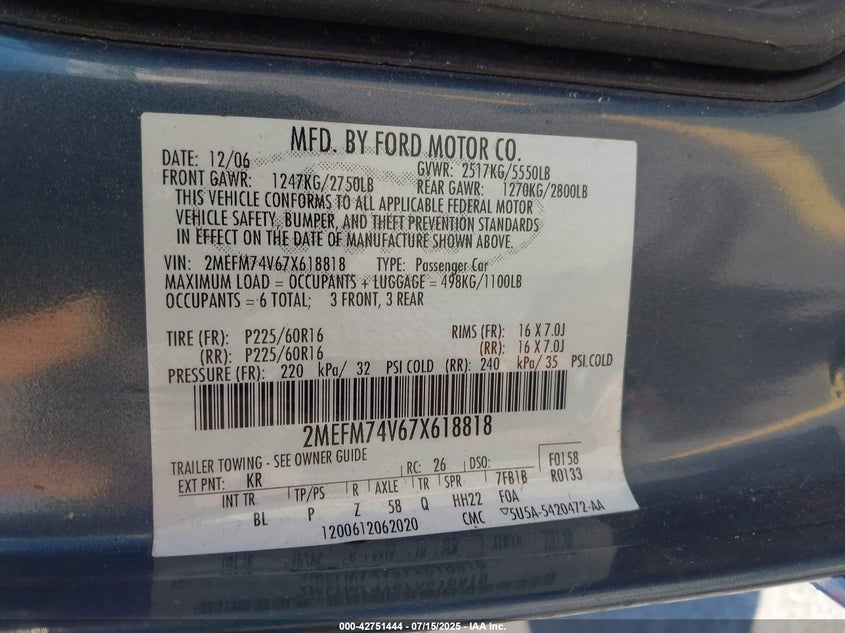 MFD. BY FORD MOTOR CO.
DATE: 12/06 GVWR: 2517KG/5550LB
FRONT GAWR: 1247KG/2750LB REAR GAWR: 1270KG/2800LB
THIS VEHICLE CONFORMS TO ALL APPLICABLE FEDERAL MOTOR
VEHICLE SAFETY, BUMPER, AND THEFT PREVENTION STANDARDS
IN EFFECT ON THE DATE OF MANUFACTURE SHOWN ABOVE.
VIN: 2MEFM74V67X618818 TYPE: Passenger Car
MAXIMUM LOAD = OCCUPANTS + LUGGAGE = 498KG/1100LB
OCCUPANTS = 6 TOTAL; 3 FRONT, 3 REAR
TIRE (FR): P225/60R16 RIMS (FR): 16 X 7.0J
(RR): P225/60R16 (RR): 16 X 7.0J
PRESSURE (FR): 220 kPa/ 32 PSI COLD (RR): 240 kPa/ 35 PSI COLD
2MEFM74V67X618818
TRAILER TOWING - SEE OWNER GUIDE
EXT PNT: KR RC: 26 DSO: F0158
R0133
INT TR TP/PS R AXLE TR SPR 7FB1B
BL P Z 58 Q HH22 FOA
1200612062020 CMC ▽5U5A-5420472-AA
000-42751444 - 07/15/2025 - IAA Inc.